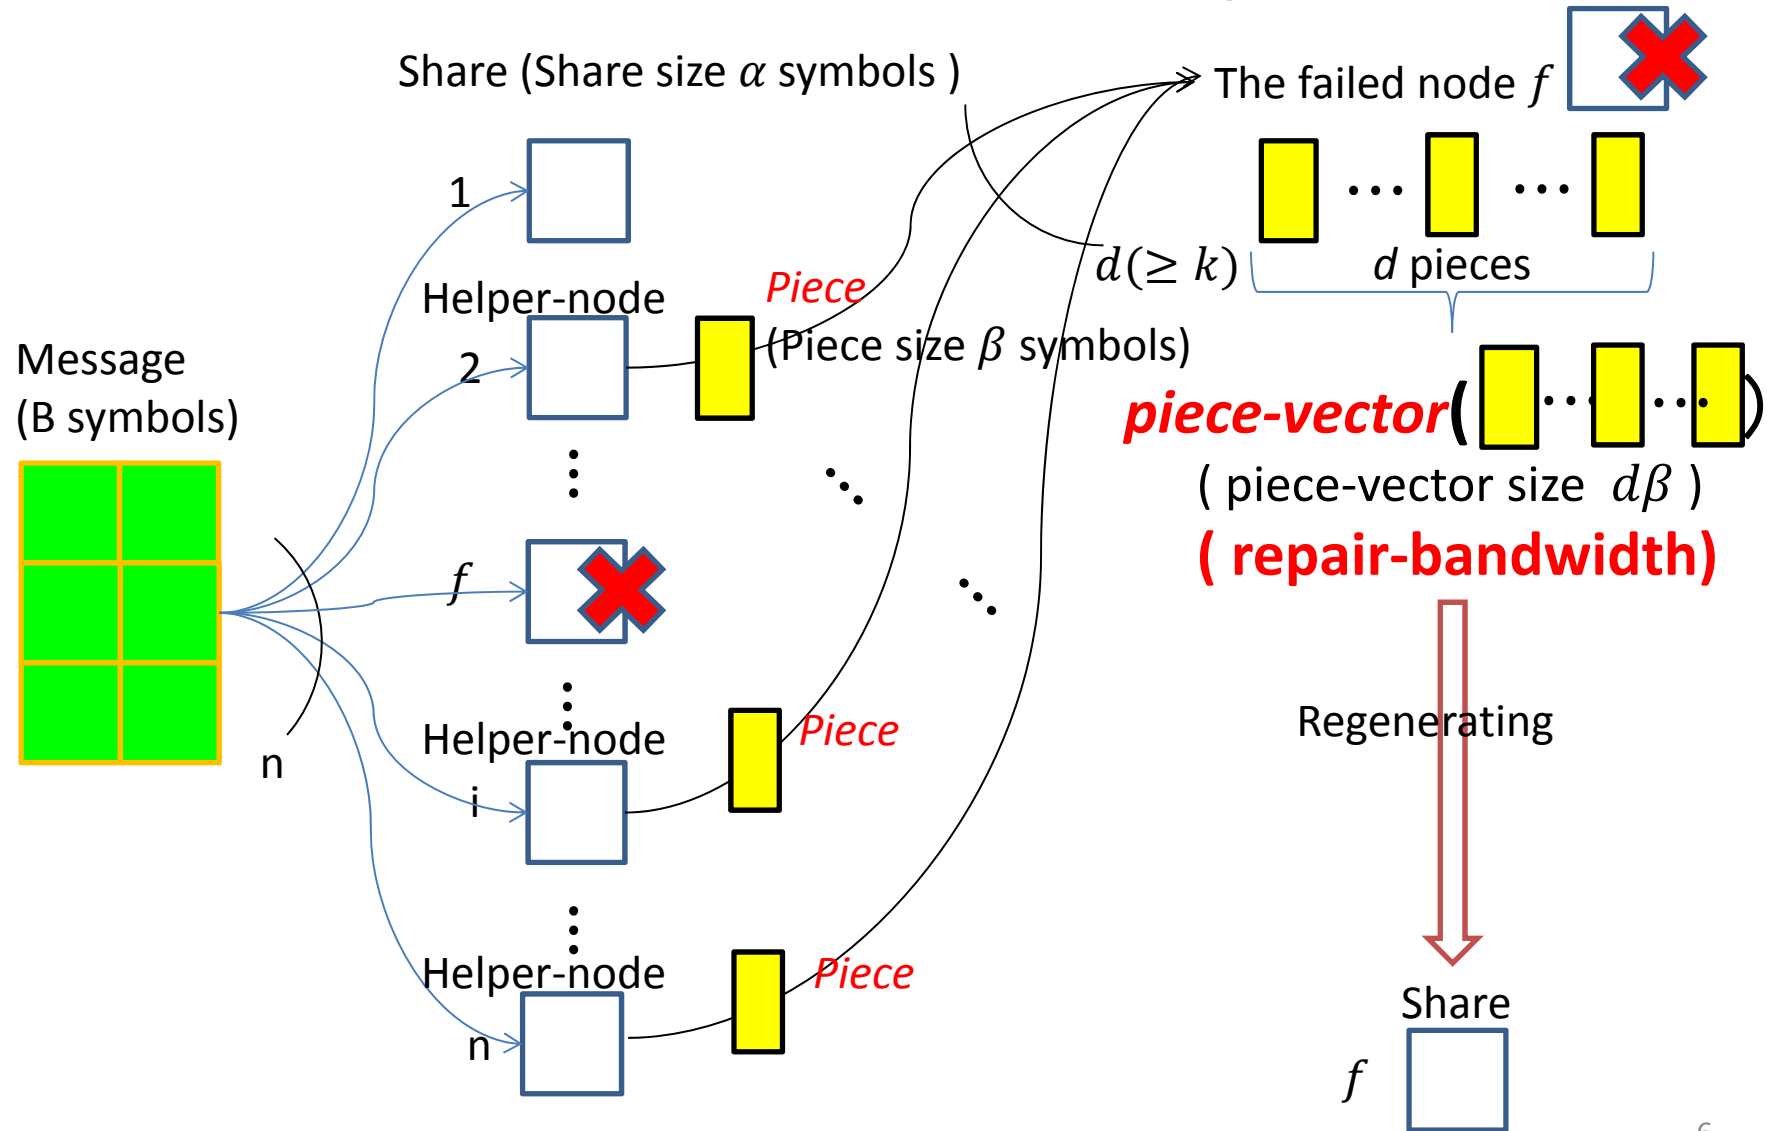 Share (Share size α symbols )
The failed node f
1
d(≥ k)
d pieces
Helper-node
Piece
(Piece size β symbols)
2
Message
(B symbols)
piece-vector(
)
( piece-vector size dβ )
( repair-bandwidth)
f
Helper-node
Piece
Regenerating
n
i
Helper-node
Piece
n
Share
f